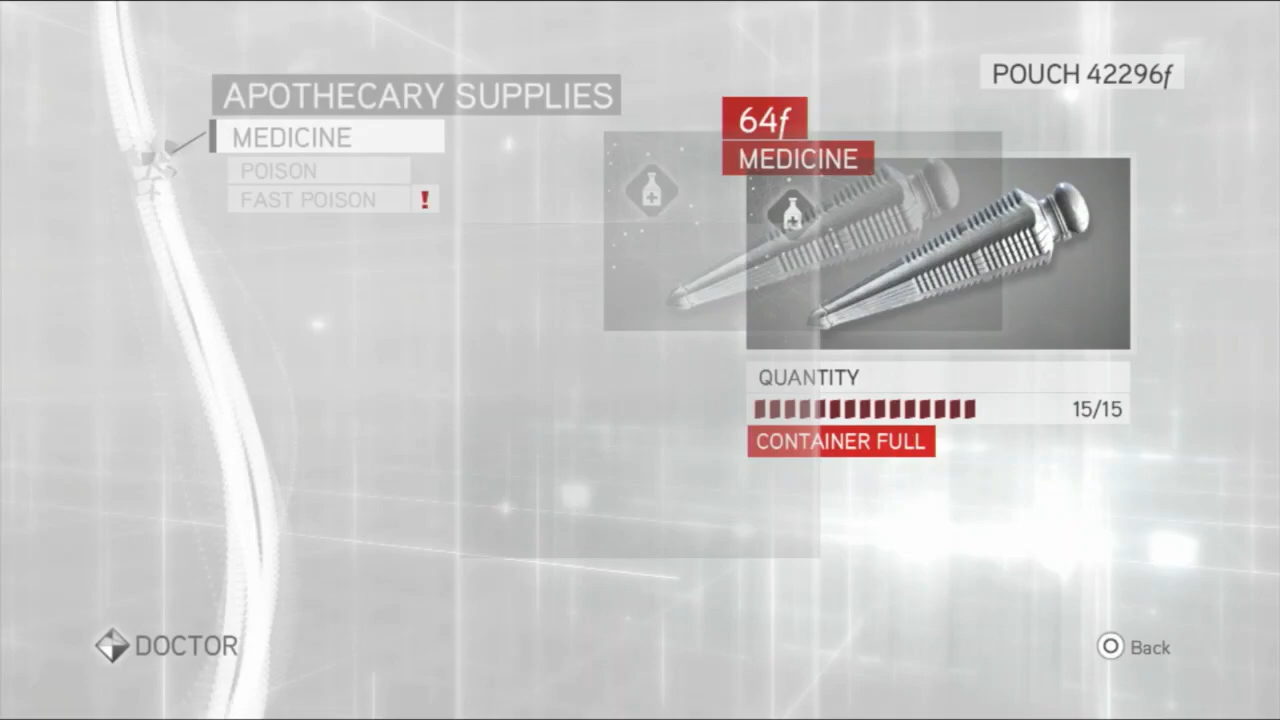 POUCH 42296f
APOTHECARY SUPPLIES
MEDICINE
POISON
FAST POISON !
64f
MEDICINE
QUANTITY
15/15
CONTAINER FULL
DOCTOR
Back